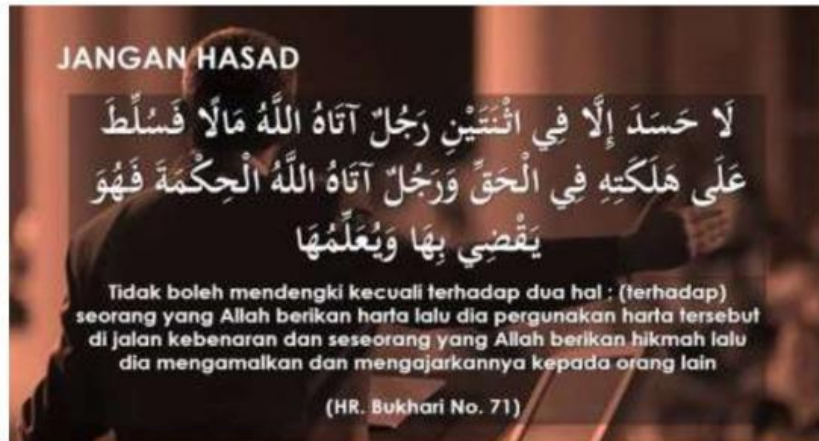 JANGAN HASAD
لَا حَسَدَ إِلَّا فِي اثْنَتَيْنِ رَجُلٌ آتَاهُ اللَّهُ مَالًا فَسُلِّطَ
عَلَى هَلَكَتِهِ فِي الْحَقِّ وَرَجُلٌ آتَاهُ اللَّهُ الْحِكْمَةَ فَهُوَ
يَقْضِي بِهَا وَيُعَلِّمُهَا
Tidak boleh mendengki kecuali terhadap dua hal : (terhadap)
seorang yang Allah berikan harta lalu dia pergunakan harta tersebut
di jalan kebenaran dan seseorang yang Allah berikan hikmah lalu
dia mengamalkan dan mengajarkannya kepada orang lain
(HR. Bukhari No. 71)